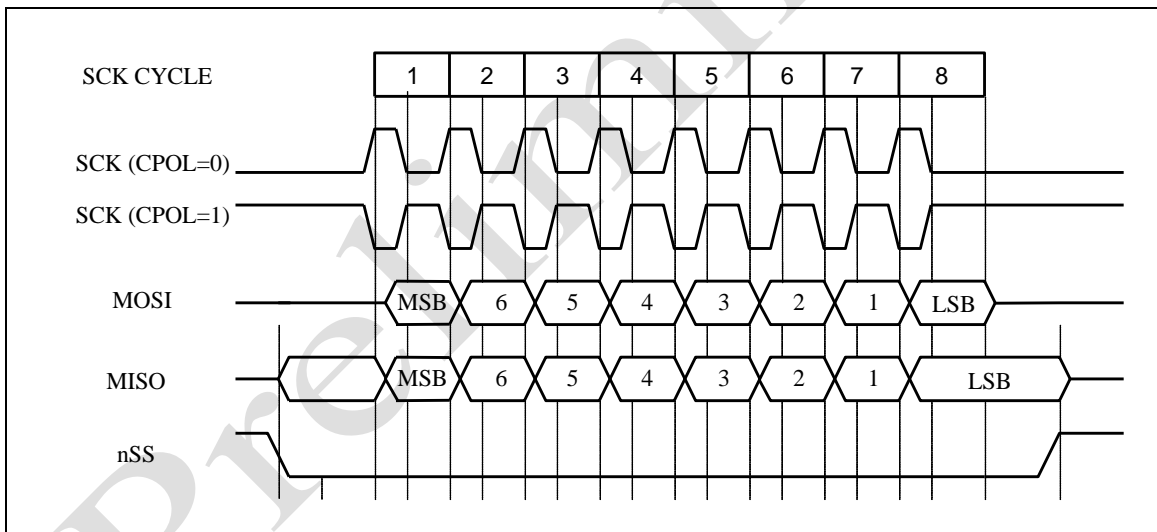 SCK CYCLE 1 2 3 4 5 6 7 8
SCK (CPOL=0)
SCK (CPOL=1)
MOSI MSB 6 5 4 3 2 1 LSB
MISO MSB 6 5 4 3 2 1 LSB
nSS